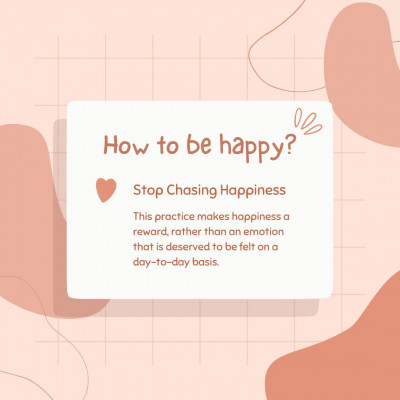 How to be happy?
Stop Chasing Happiness
This practice makes happiness a
reward, rather than an emotion
that is deserved to be felt on a
day-to-day basis.